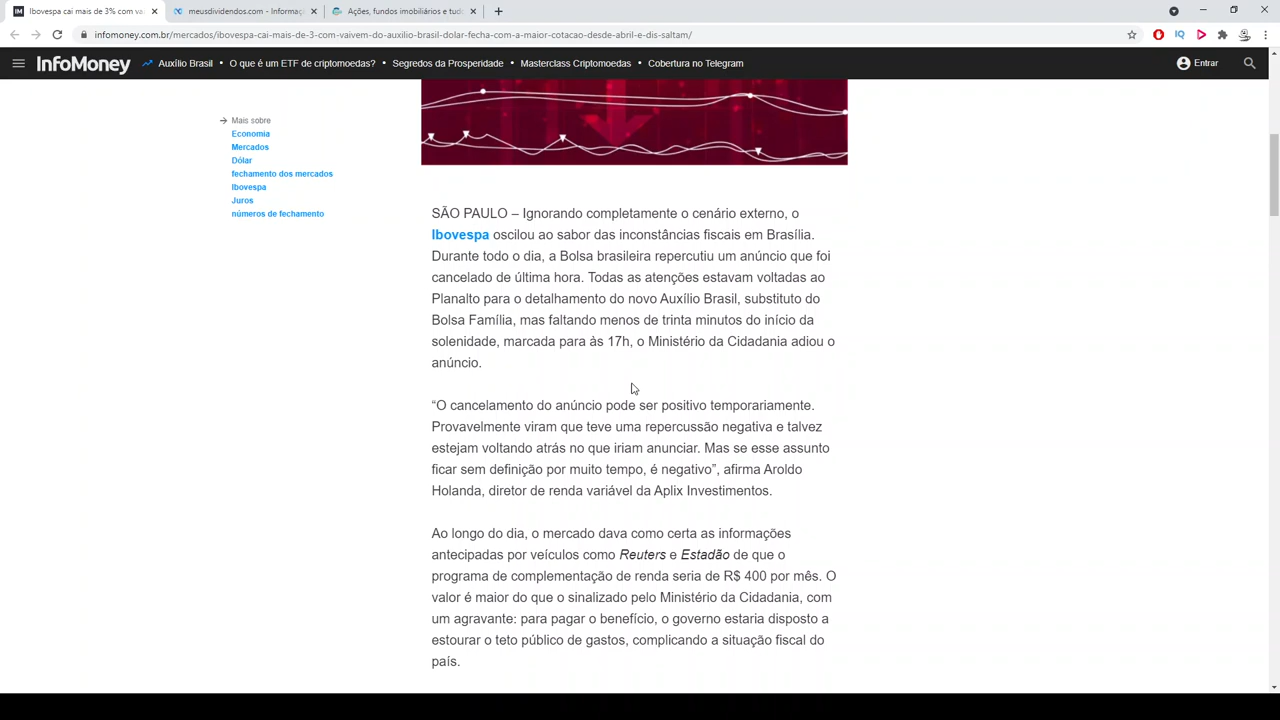 Ibovespa cai mais de 3% com va
meusdividendos.com - Informaç
Ações, fundos imobiliários e tud
infomoney.com.br/mercados/ibovespa-cai-mais-de-3-com-vaivem-do-auxilio-brasil-dolar-fecha-com-a-maior-cotacao-desde-abril-e-dis-saltam/
InfoMoney
Auxílio Brasil • O que é um ETF de criptomoedas? • Segredos da Prosperidade • Masterclass Criptomoedas • Cobertura no Telegram
Entrar
Mais sobre
Economia
Mercados
Dólar
fechamento dos mercados
Ibovespa
Juros
números de fechamento
SÃO PAULO – Ignorando completamente o cenário externo, o
Ibovespa oscilou ao sabor das inconstâncias fiscais em Brasília.
Durante todo o dia, a Bolsa brasileira repercutiu um anúncio que foi
cancelado de última hora. Todas as atenções estavam voltadas ao
Planalto para o detalhamento do novo Auxílio Brasil, substituto do
Bolsa Família, mas faltando menos de trinta minutos do início da
solenidade, marcada para às 17h, o Ministério da Cidadania adiou o
anúncio.
“O cancelamento do anúncio pode ser positivo temporariamente.
Provavelmente viram que teve uma repercussão negativa e talvez
estejam voltando atrás no que iriam anunciar. Mas se esse assunto
ficar sem definição por muito tempo, é negativo”, afirma Aroldo
Holanda, diretor de renda variável da Aplix Investimentos.
Ao longo do dia, o mercado dava como certa as informações
antecipadas por veículos como Reuters e Estadão de que o
programa de complementação de renda seria de R$ 400 por mês. O
valor é maior do que o sinalizado pelo Ministério da Cidadania, com
um agravante: para pagar o benefício, o governo estaria disposto a
estourar o teto público de gastos, complicando a situação fiscal do
país.